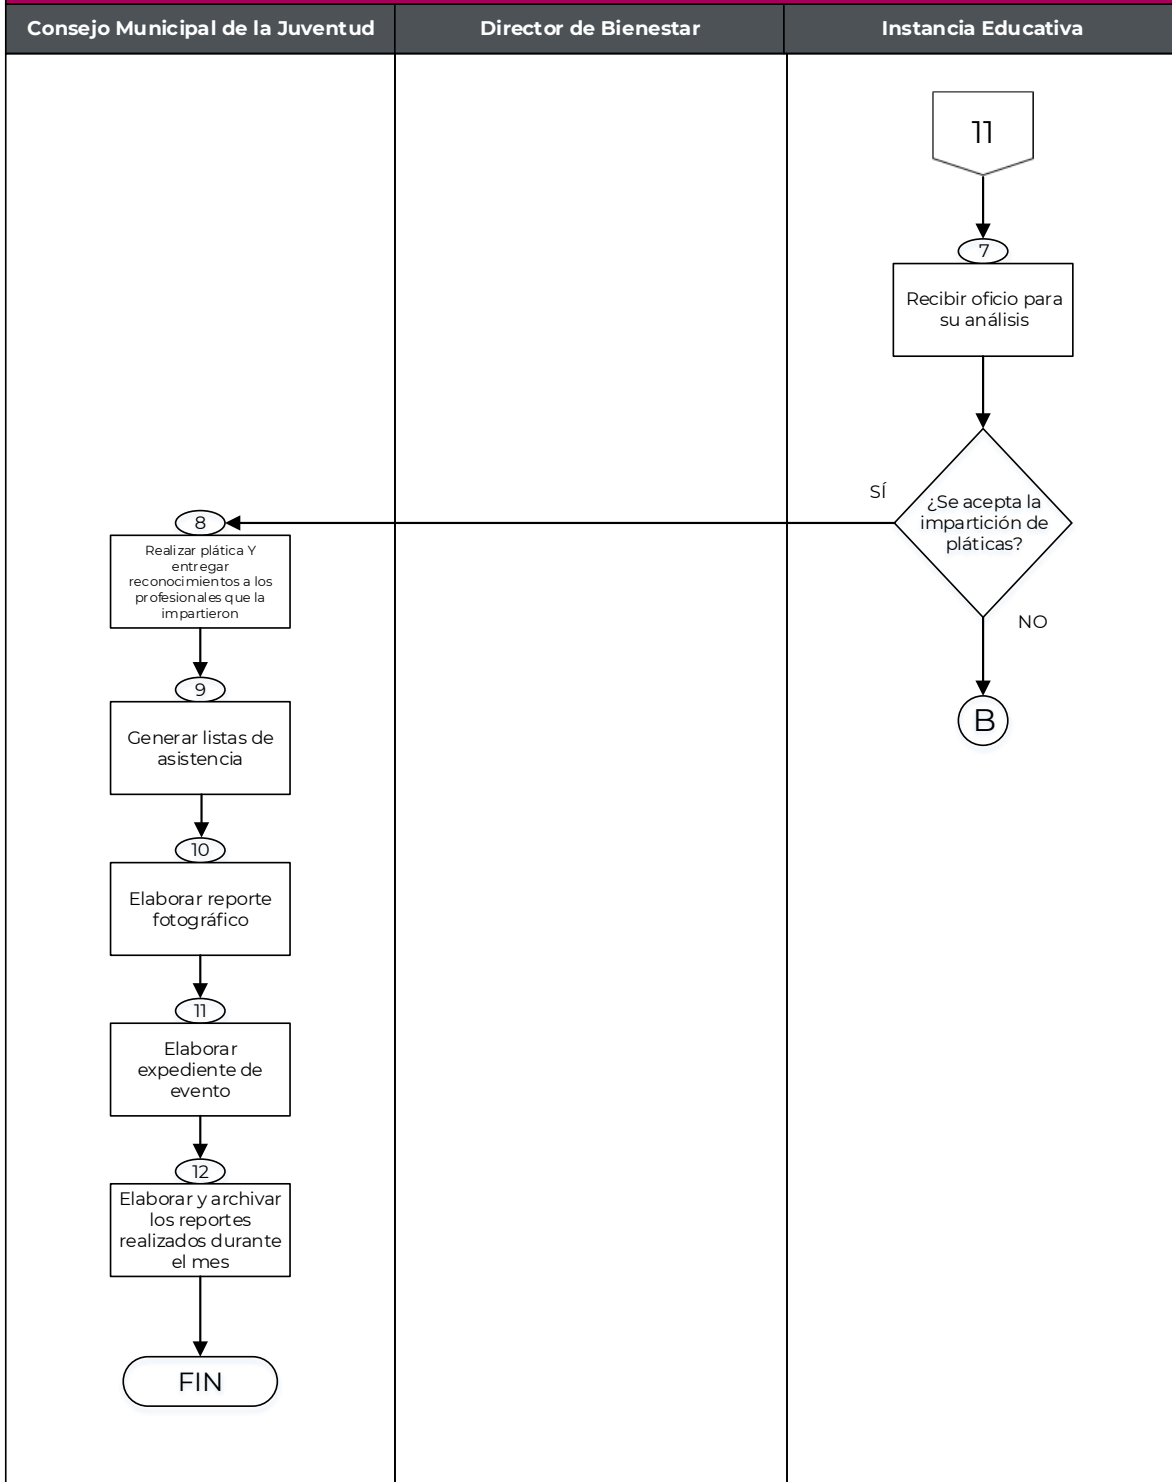 Consejo Municipal de la Juventud
Director de Bienestar
Instancia Educativa
11
7
Recibir oficio para
su análisis
¿Se acepta la
impartición de
pláticas?
SÍ
NO
B
8
Realizar plática Y
entregar
reconocimientos a los
profesionales que la
impartieron
9
Generar listas de
asistencia
10
Elaborar reporte
fotográfico
11
Elaborar
expediente de
evento
12
Elaborar y archivar
los reportes
realizados durante
el mes
FIN